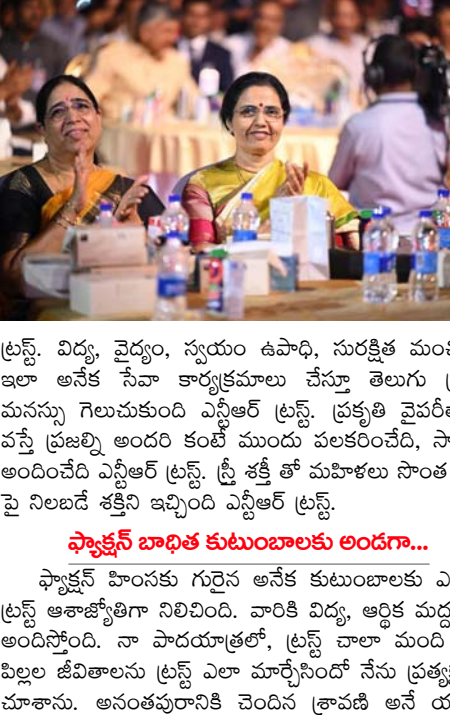 ట్రస్ట్. విద్య, వైద్యం, స్వయం ఉపాధి, సురక్షిత
ఇలా అనేక సేవా కార్యక్రమాలు చేస్తూ తెలుగు
మనస్సు గెలుచుకుంది ఎన్టీఆర్ ట్రస్ట్. ప్రకృతి
వస్తే ప్రజల్ని అందరి కంటే ముందు పలకరించేది,
అందించేది ఎన్టీఆర్ ట్రస్ట్. స్త్రీ శక్తీ తో మహిళలు సొంత
పై నిలబడే శక్తిని ఇచ్చింది ఎన్టీఆర్ ట్రస్ట్.
ఫ్యాక్షన్ బాధిత కుటుంబాలకు అండగా...
ఫ్యాక్షన్ హింసకు గురైన అనేక కుటుంబాలకు
ట్రస్ట్ ఆశాజ్యోతిగా నిలిచింది. వారికి విద్య, ఆర్థిక
అందిస్తోంది. నా పాదయాత్రలో, ట్రస్ట్ చాలా మంది
పిల్లల జీవితాలను ట్రస్ట్ ఎలా మార్చేసిందో నేను
చూశాను. అనంతపురానికి చెందిన శ్రావణి అనే